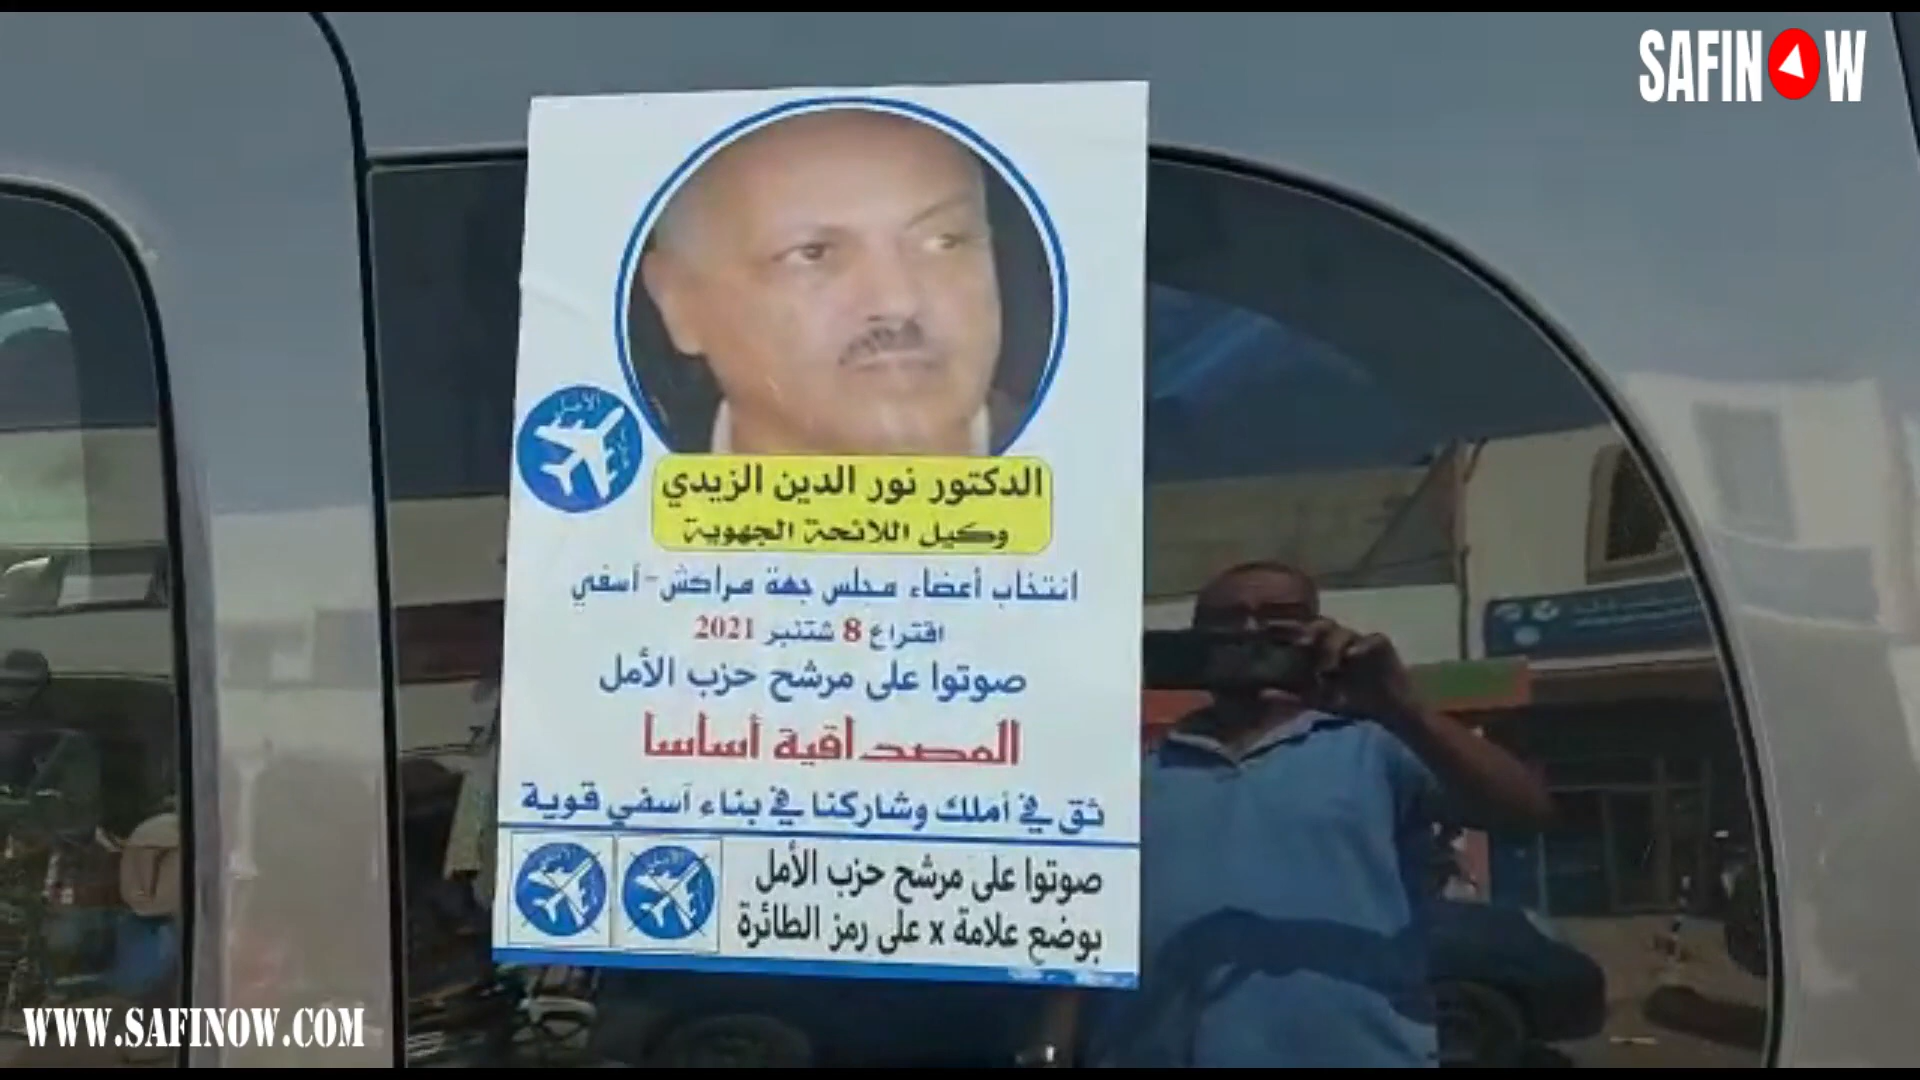 SAFINOW
الأمل
الدكتور نور الدين الزيدي
وكيل اللائحة الجهوية
انتخاب أعضاء مجلس جهة مراكش - آسفي
اقتراع 8 شتنبر 2021
صوتوا على مرشح حزب الأمل
المصداقية أساسا
ثق في أملك وشاركنا في بناء آسفي قوية
صوتوا على مرشح حزب الأمل
بوضع علامة x على رمز الطائرة
WWW.SAFINOW.COM